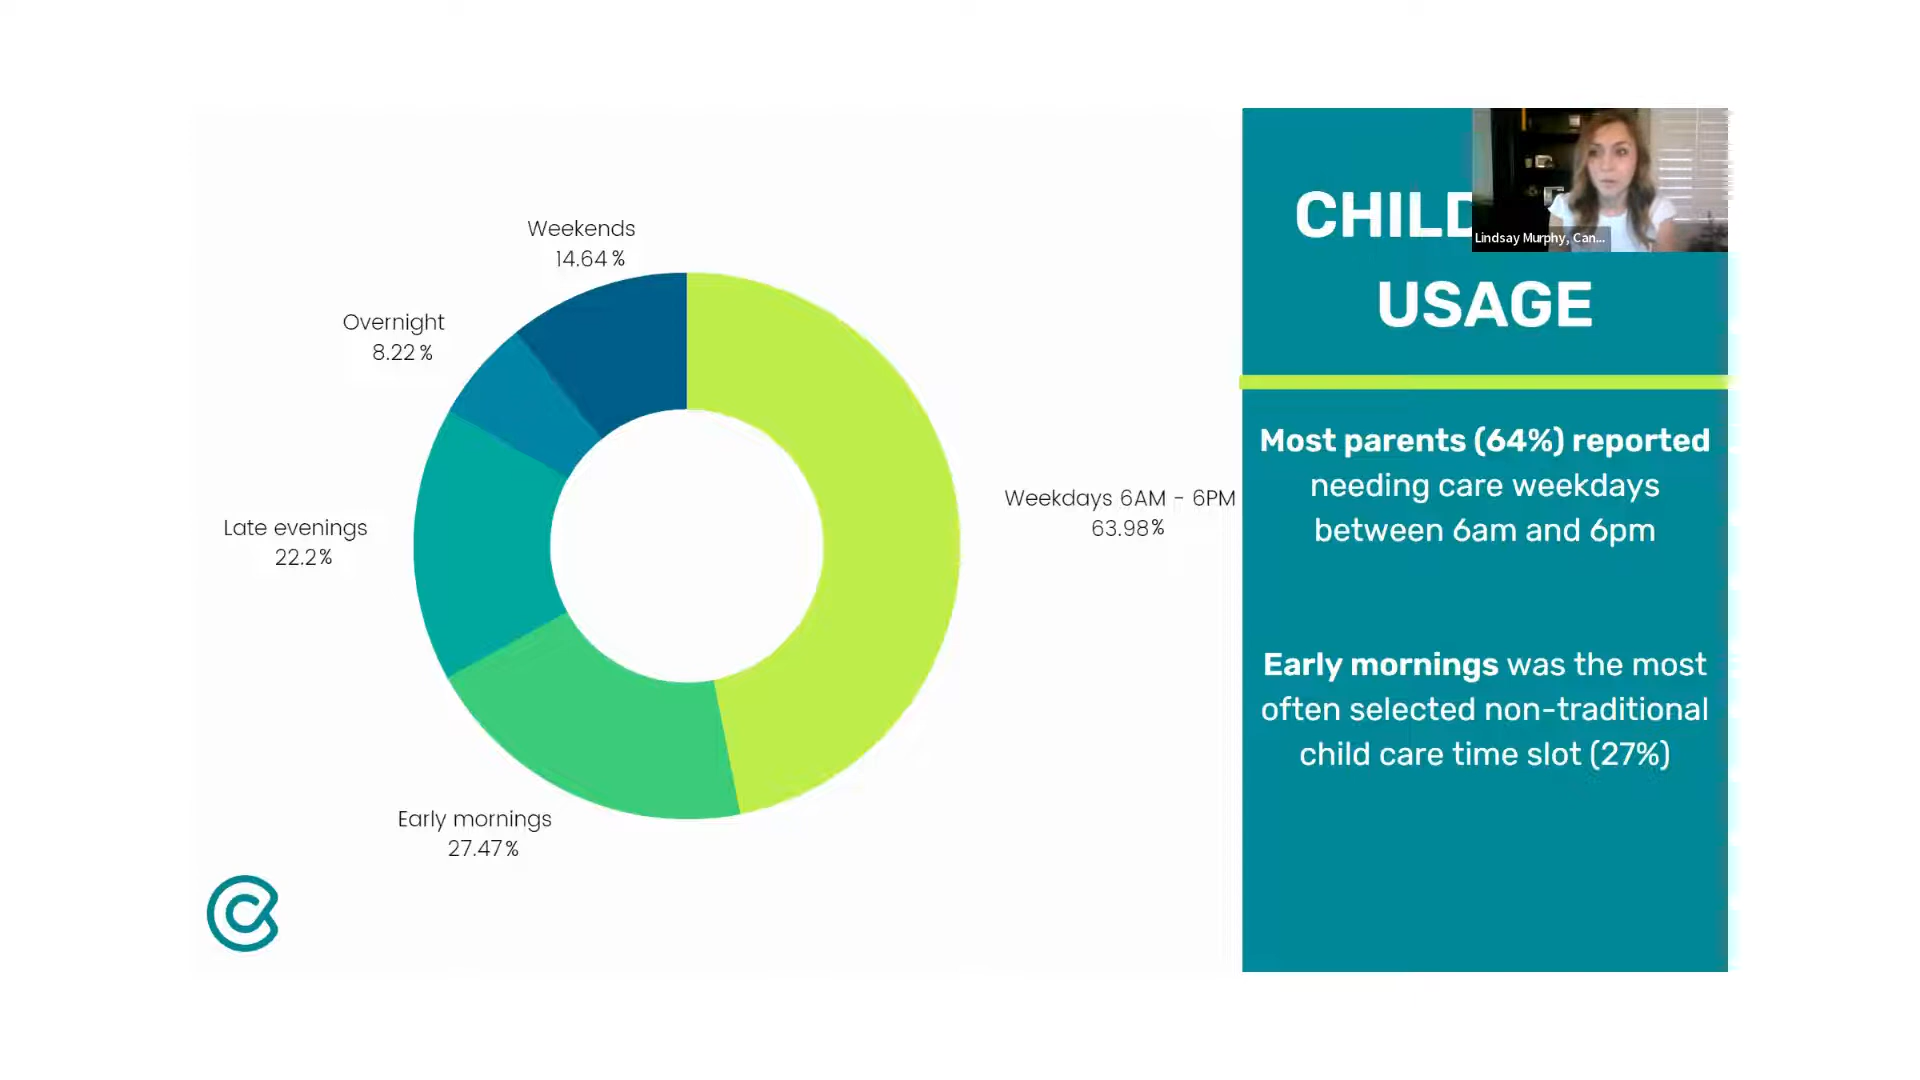 CHILD
USAGE
Lindsay Murphy, Can...
Weekends
14.64 %
Overnight
8.22 %
Late evenings
22.2 %
Early mornings
27.47 %
Weekdays 6AM - 6PM
63.98 %
Most parents (64%) reported
needing care weekdays
between 6am and 6pm
Early mornings was the most
often selected non-traditional
child care time slot (27%)